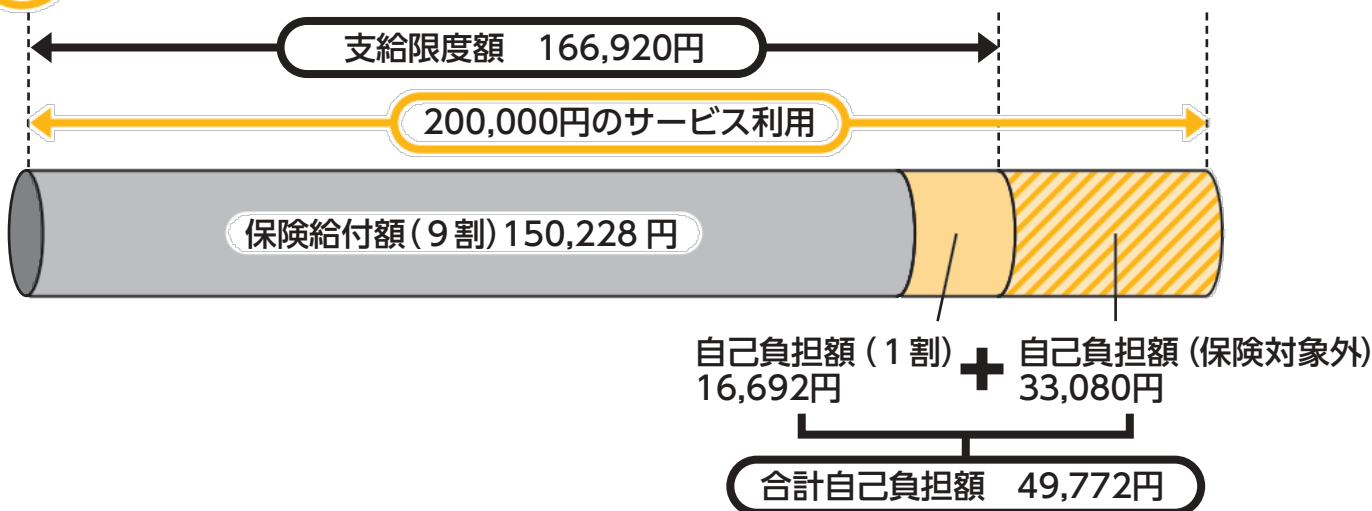 支給限度額　166,920円
200,000円のサービス利用
保険給付額(9割)150,228円
自己負担額(1割)
16,692円
+
自己負担額(保険対象外)
33,080円
合計自己負担額　49,772円